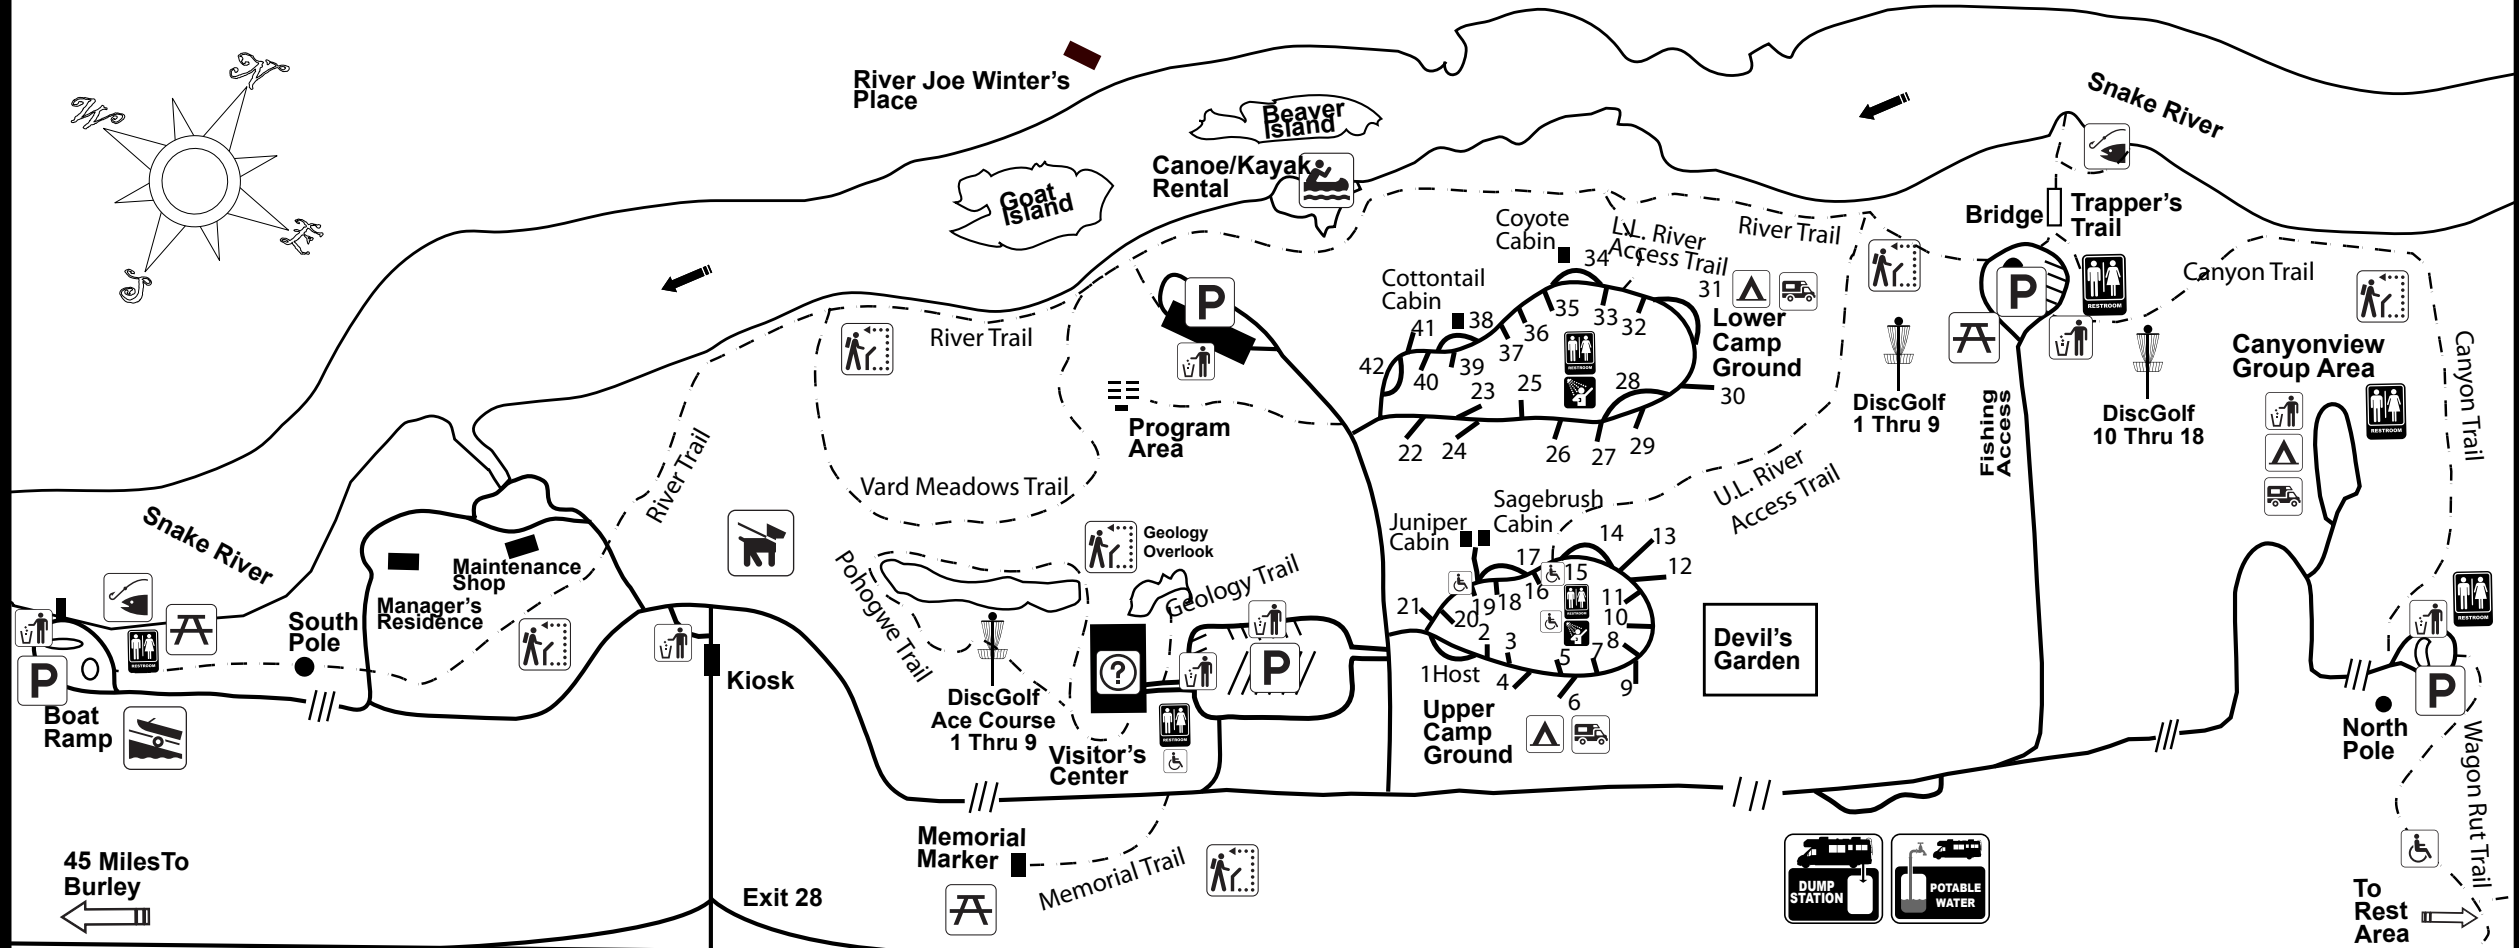 N
W
E
S
River Joe Winter's
Place
Beaver
Island
Goat
Island
Canoe/Kayak
Rental
Snake River
Bridge
Trapper's
Trail
Coyote
Cabin
L.L. River
Access Trail
River Trail
Cottontail
Cabin
34
31
35
33
32
36
37
38
39
40
41
42
P
River Trail
Program
Area
23
25
28
30
22
24
26
27
29
RESTROOM
Lower
Camp
Ground
DiscGolf
1 Thru 9
P
RESTROOM
Fishing
Access
DiscGolf
10 Thru 18
Canyon Trail
Canyonview
Group Area
RESTROOM
Canyon Trail
River Trail
Vard Meadows Trail
U.L. River
Access Trail
Snake River
Maintenance
Shop
Manager's
Residence
South
Pole
RESTROOM
P
Boat
Ramp
Kiosk
Pohogwe Trail
Geology
Overlook
Geology Trail
DiscGolf
Ace Course
1 Thru 9
?
P
RESTROOM
Visitor's
Center
Juniper
Cabin
Sagebrush
Cabin
14
13
12
17
15
16
11
10
21
20
19
18
2
3
8
7
5
1Host
4
6
9
RESTROOM
Upper
Camp
Ground
Devil's
Garden
RESTROOM
P
North
Pole
Wagon Rut Trail
Memorial
Marker
Memorial Trail
45 MilesTo
Burley
Exit 28
DUMP
STATION
POTABLE
WATER
To
Rest
Area